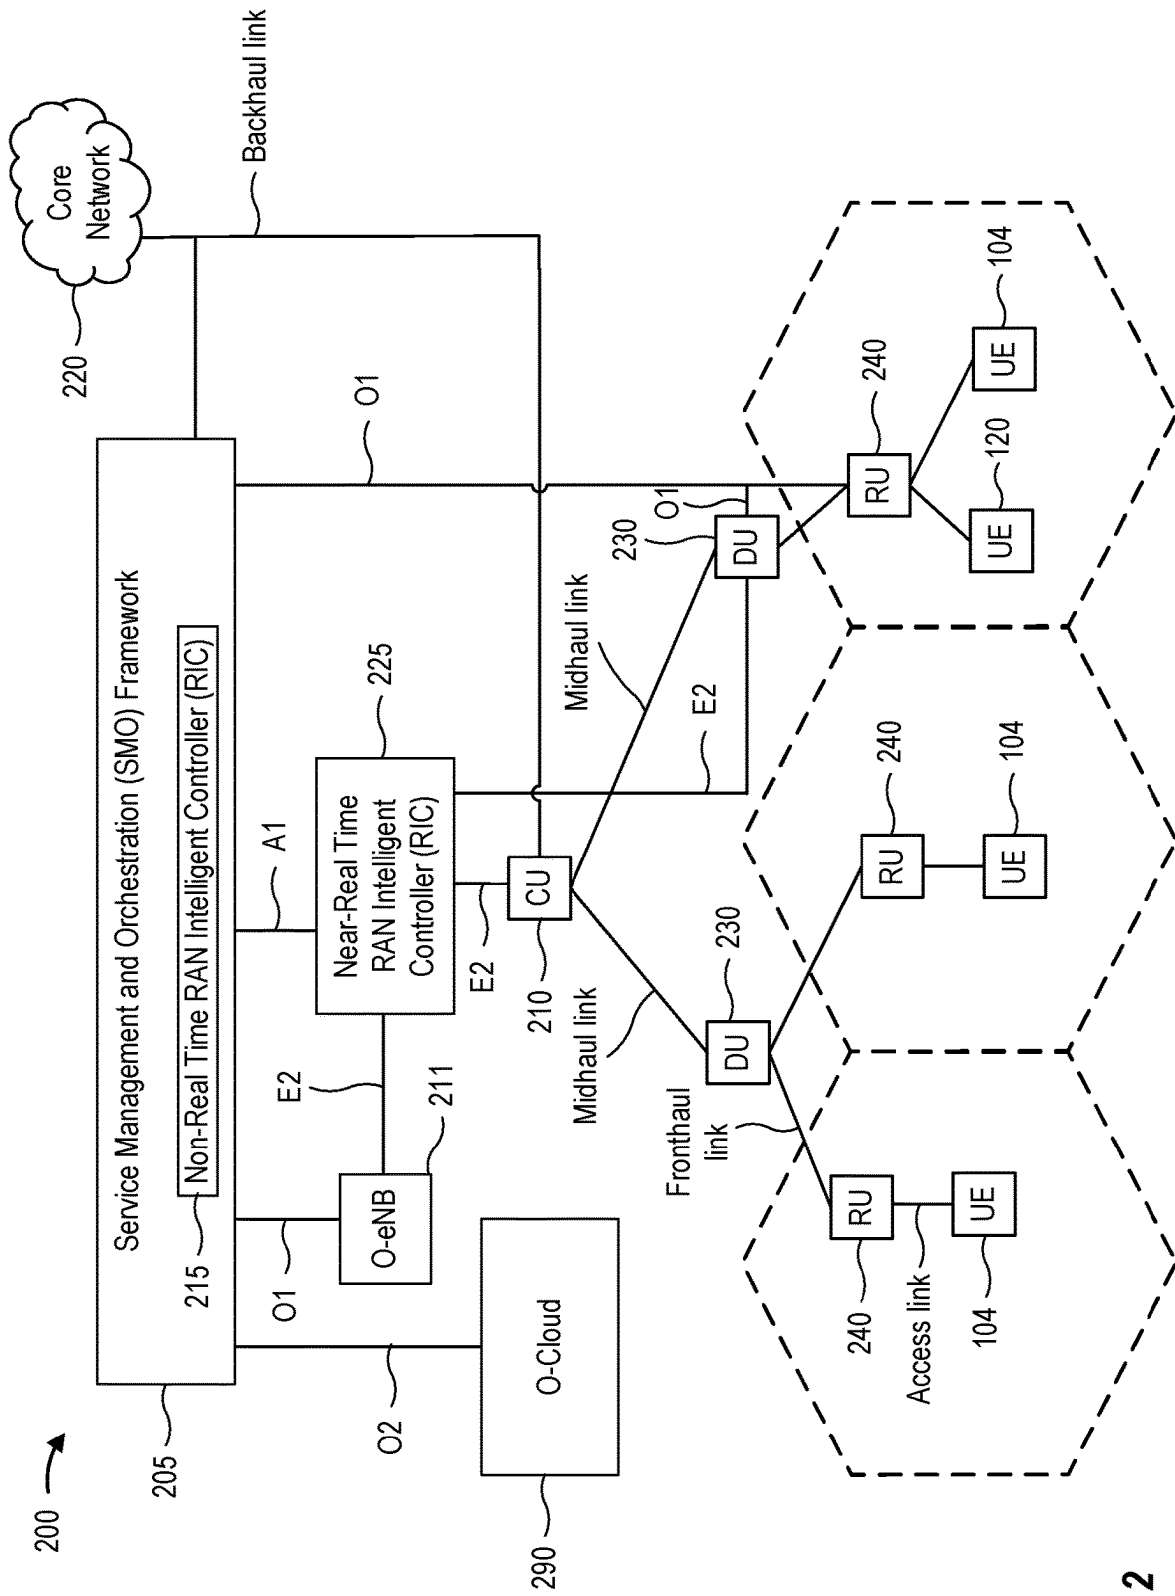 200
205
Service Management and Orchestration (SMO) Framework
215
Non-Real Time RAN Intelligent Controller (RIC)
220
Core
Network
Backhaul link
O2
O1
A1
O1
290
O-Cloud
O-eNB
211
E2
Near-Real Time
RAN Intelligent
Controller (RIC)
225
E2
CU
210
Midhaul link
Midhaul link
E2
DU
230
230
DU
O1
Fronthaul
link
RU
240
Access link
UE
104
RU
240
UE
104
RU
240
UE
120
UE
104
2